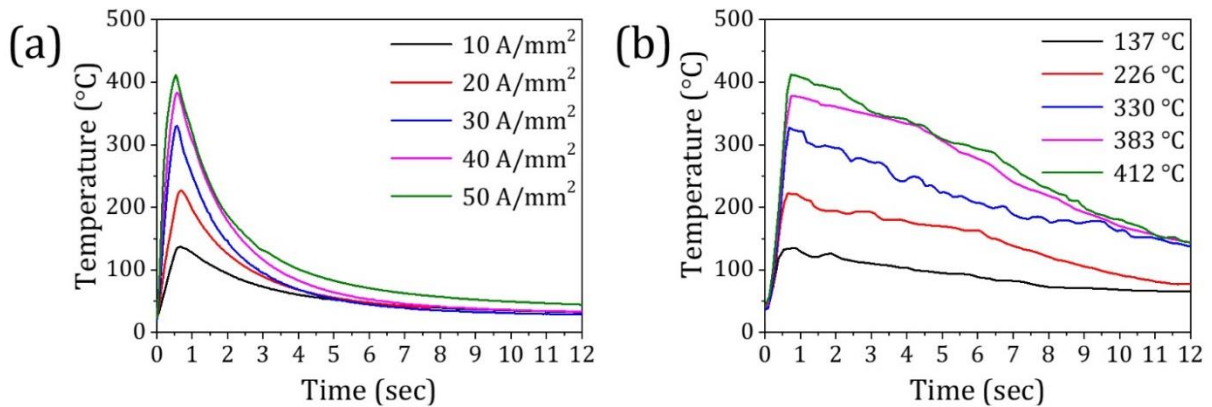 (a)
Temperature (°C)
500
400
300
200
100
0
10 A/mm²
20 A/mm²
30 A/mm²
40 A/mm²
50 A/mm²
0 1 2 3 4 5 6 7 8 9 10 11 12
Time (sec)
(b)
Temperature (°C)
500
400
300
200
100
0
137 °C
226 °C
330 °C
383 °C
412 °C
0 1 2 3 4 5 6 7 8 9 10 11 12
Time (sec)